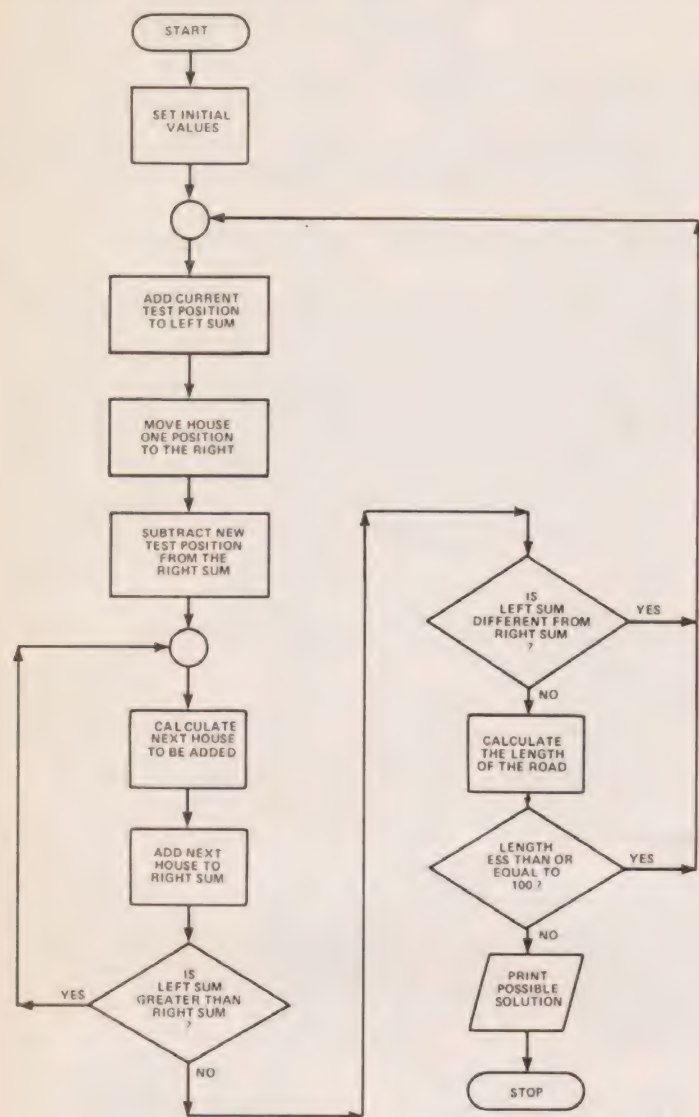 START
SET INITIAL
VALUES
ADD CURRENT
TEST POSITION
TO LEFT SUM
MOVE HOUSE
ONE POSITION
TO THE RIGHT
SUBTRACT NEW
TEST POSITION
FROM THE
RIGHT SUM
CALCULATE
NEXT HOUSE
TO BE ADDED
ADD NEXT
HOUSE TO
RIGHT SUM
IS
LEFT SUM
GREATER THAN
RIGHT SUM
?
YES
NO
IS
LEFT SUM
DIFFERENT FROM
RIGHT SUM
?
YES
NO
CALCULATE
THE LENGTH
OF THE ROAD
LENGTH
ESS THAN OR
EQUAL TO
100 ?
YES
NO
PRINT
POSSIBLE
SOLUTION
STOP